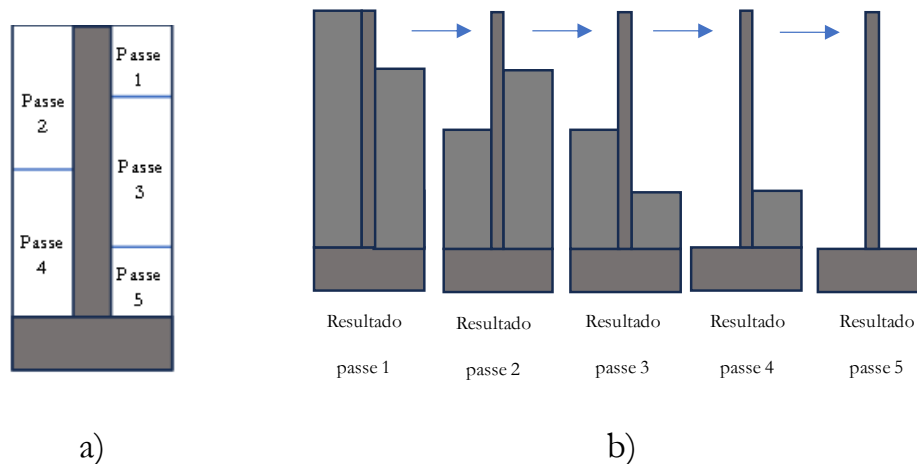 Passe
1
Passe
2
Passe
3
Passe
4
Passe
5
a)
Resultado
passe 1
Resultado
passe 2
Resultado
passe 3
Resultado
passe 4
Resultado
passe 5
b)